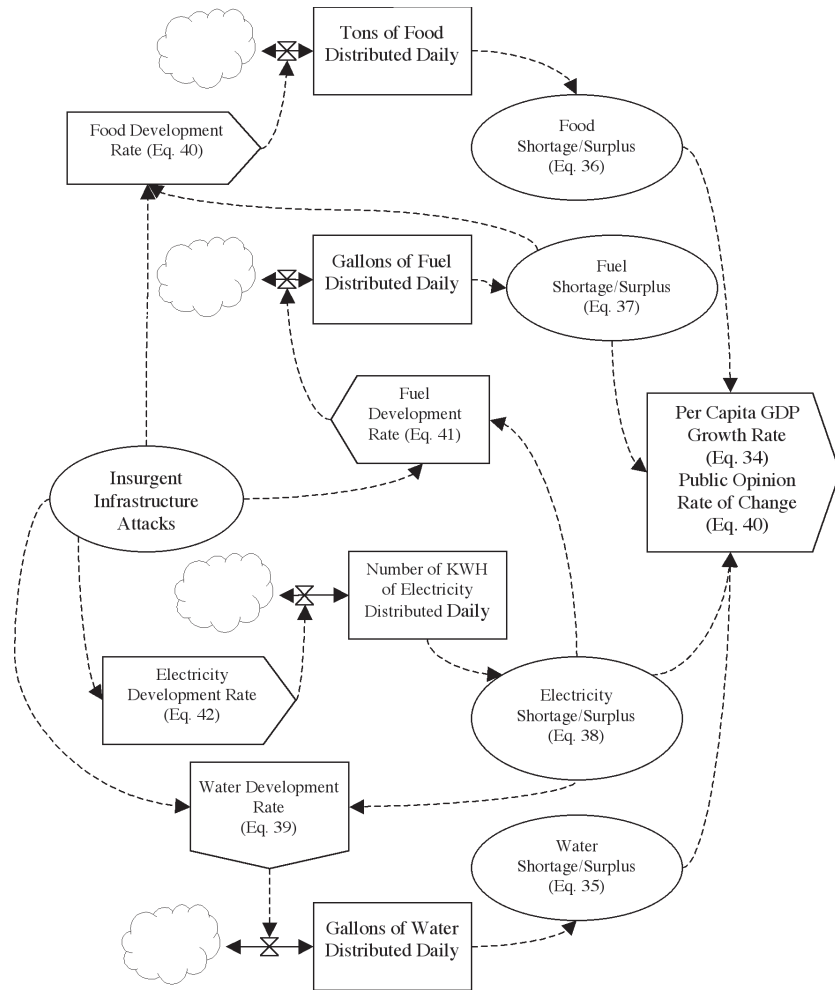 Tons of Food
Distributed Daily
Food Development
Rate (Eq. 40)
Food
Shortage/Surplus
(Eq. 36)
Gallons of Fuel
Distributed Daily
Fuel
Shortage/Surplus
(Eq. 37)
Fuel
Development
Rate (Eq. 41)
Per Capita GDP
Growth Rate
(Eq. 34)
Public Opinion
Rate of Change
(Eq. 40)
Insurgent
Infrastructure
Attacks
Number of KWH
of Electricity
Distributed Daily
Electricity
Development Rate
(Eq. 42)
Electricity
Shortage/Surplus
(Eq. 38)
Water Development
Rate
(Eq. 39)
Water
Shortage/Surplus
(Eq. 35)
Gallons of Water
Distributed Daily